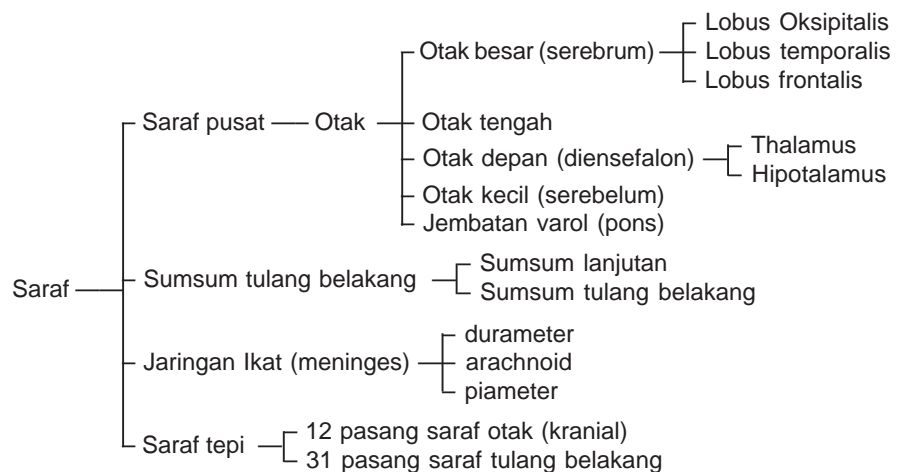 Lobus Oksipitalis
Otak besar (serebrum)
Lobus temporalis
Lobus frontalis
Saraf pusat
Otak
Otak tengah
Otak depan (diensefalon)
Thalamus
Hipotalamus
Otak kecil (serebelum)
Jembatan varol (pons)
Saraf
Sumsum tulang belakang
Sumsum lanjutan
Sumsum tulang belakang
Jaringan Ikat (meninges)
durameter
arachnoid
piameter
Saraf tepi
12 pasang saraf otak (kranial)
31 pasang saraf tulang belakang